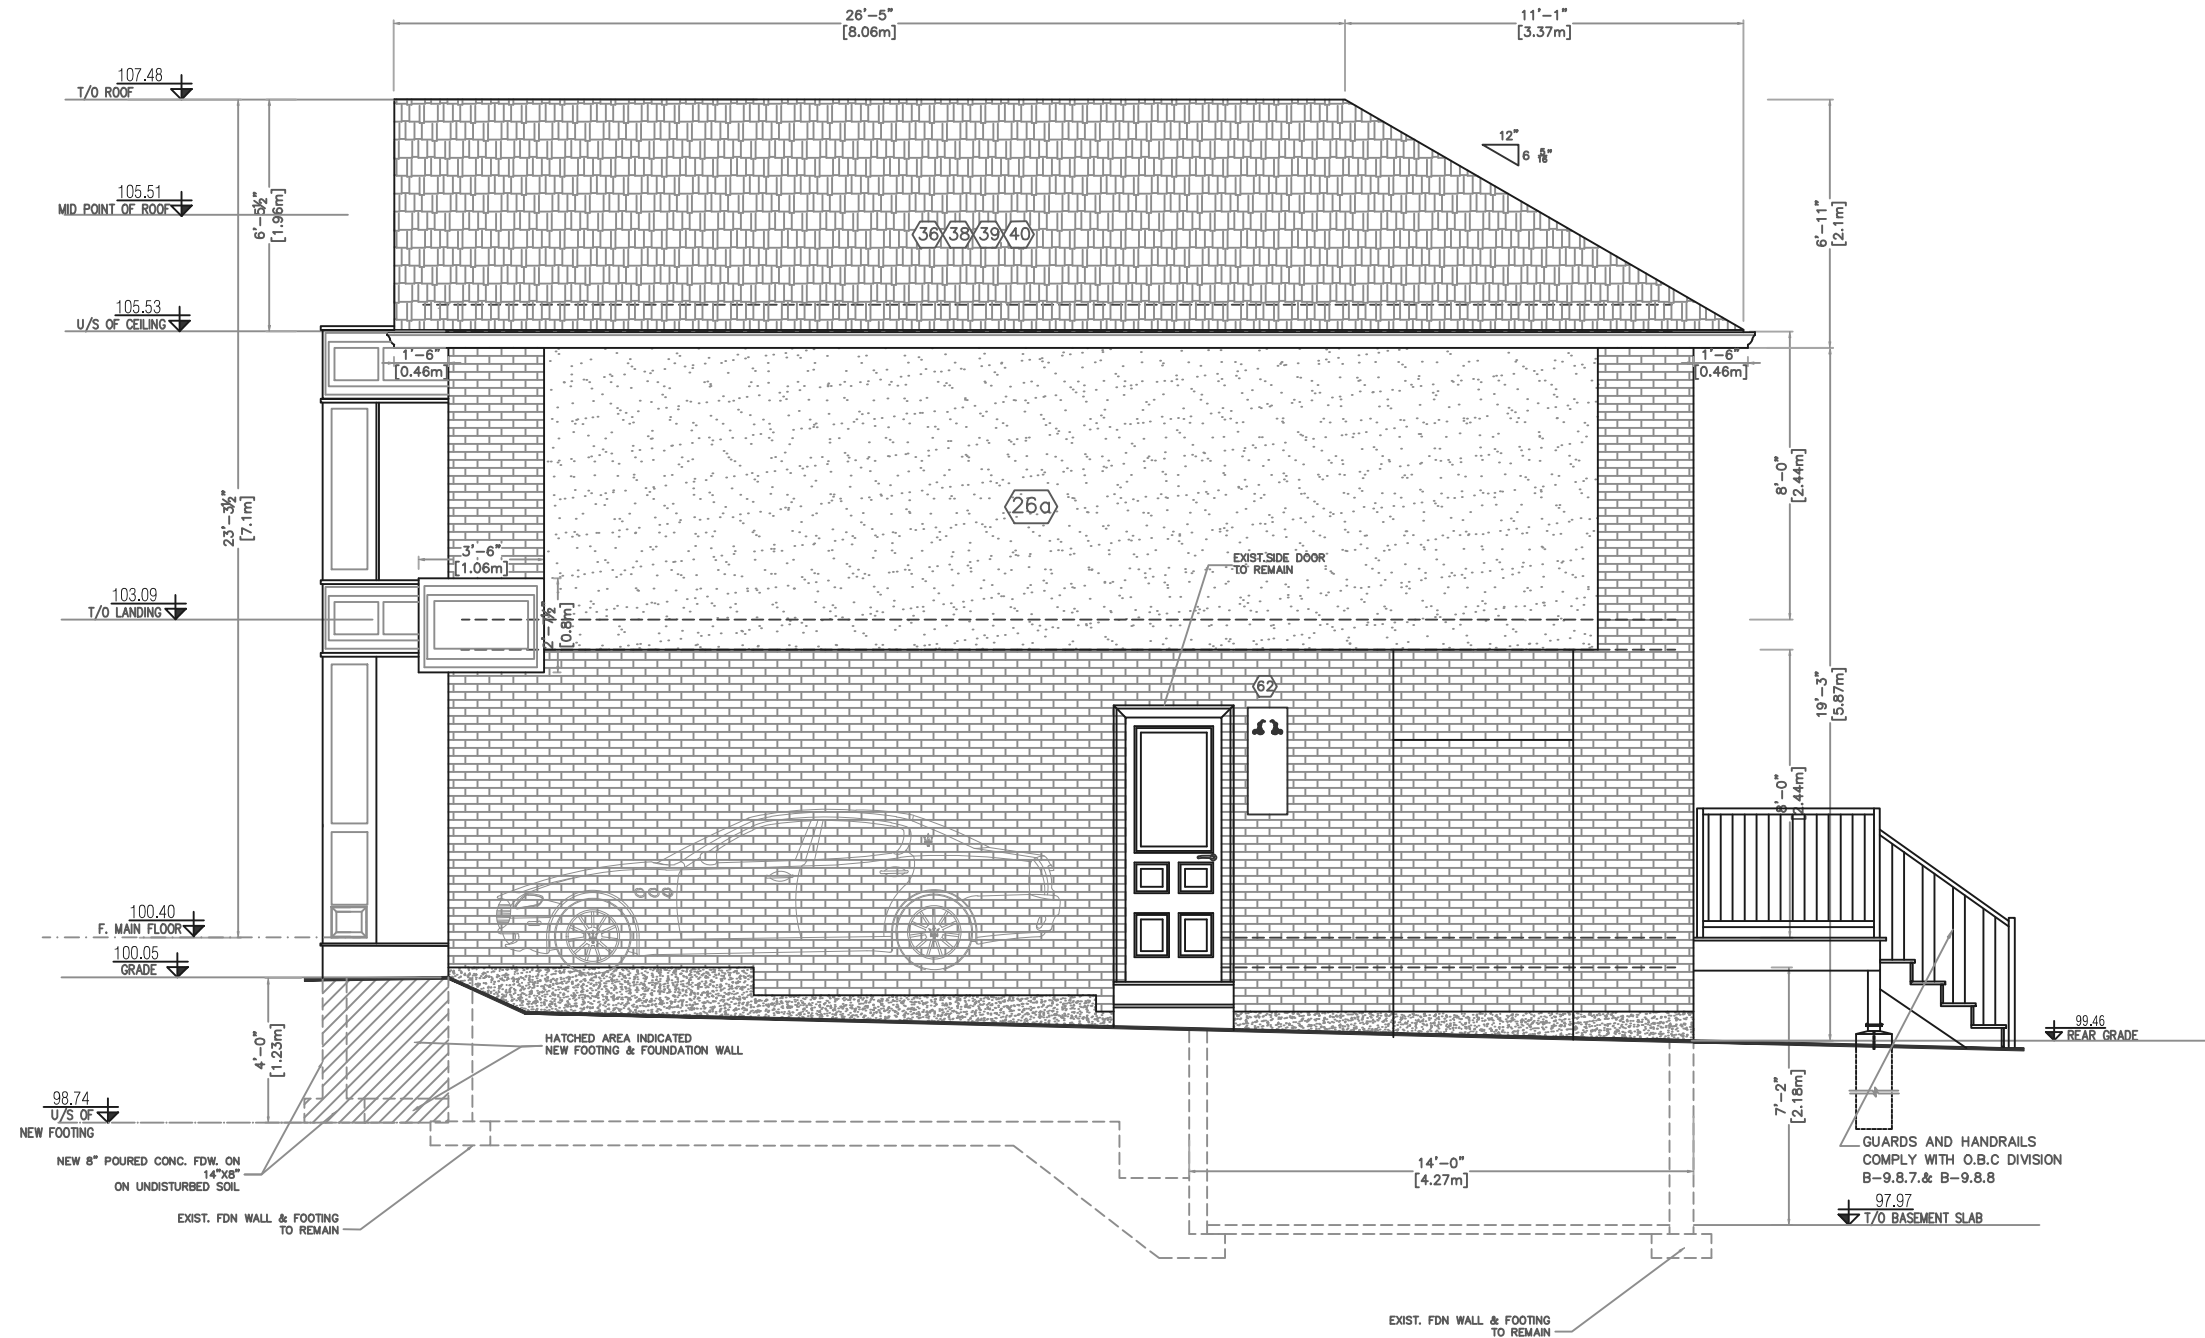 26'-5"
[8.06m]
11'-1"
[3.37m]
107.48
T/O ROOF
12"
6 5/16"
105.51
MID POINT OF ROOF
6'-5½"
[1.96m]
36 38 39 40
6'-11"
[2.1m]
105.53
U/S OF CEILING
1'-6"
[0.46m]
1'-6"
[0.46m]
23'-3½"
[7.1m]
26a
8'-0"
[2.44m]
3'-6"
[1.06m]
EXIST.SIDE DOOR
TO REMAIN
103.09
T/O LANDING
2'-7½"
[0.8m]
62
19'-3"
[5.87m]
8'-0"
[2.44m]
100.40
F. MAIN FLOOR
100.05
GRADE
99.46
REAR GRADE
4'-0"
[1.23m]
HATCHED AREA INDICATED
NEW FOOTING & FOUNDATION WALL
98.74
U/S OF
NEW FOOTING
7'-2"
[2.18m]
NEW 8" POURED CONC. FDW. ON
14"X8"
ON UNDISTURBED SOIL
14'-0"
[4.27m]
GUARDS AND HANDRAILS
COMPLY WITH O.B.C DIVISION
B-9.8.7.& B-9.8.8
97.97
T/O BASEMENT SLAB
EXIST. FDN WALL & FOOTING
TO REMAIN
EXIST. FDN WALL & FOOTING
TO REMAIN